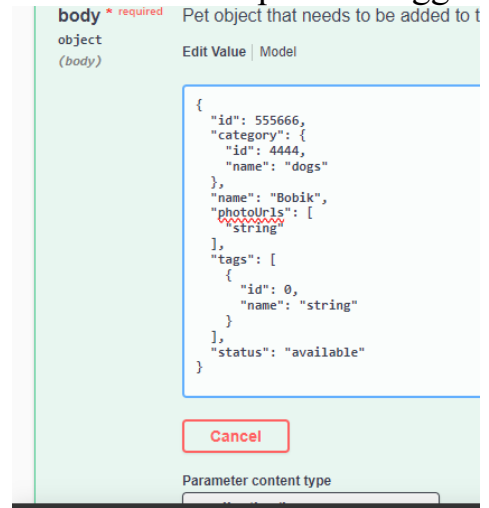 body * required Pet object that needs to be added to t
object
(body)
Edit Value | Model
{
  "id": 555666,
  "category": {
    "id": 4444,
    "name": "dogs"
  },
  "name": "Bobik",
  "photoUrls": [
    "string"
  ],
  "tags": [
    {
      "id": 0,
      "name": "string"
    }
  ],
  "status": "available"
}
Cancel
Parameter content type